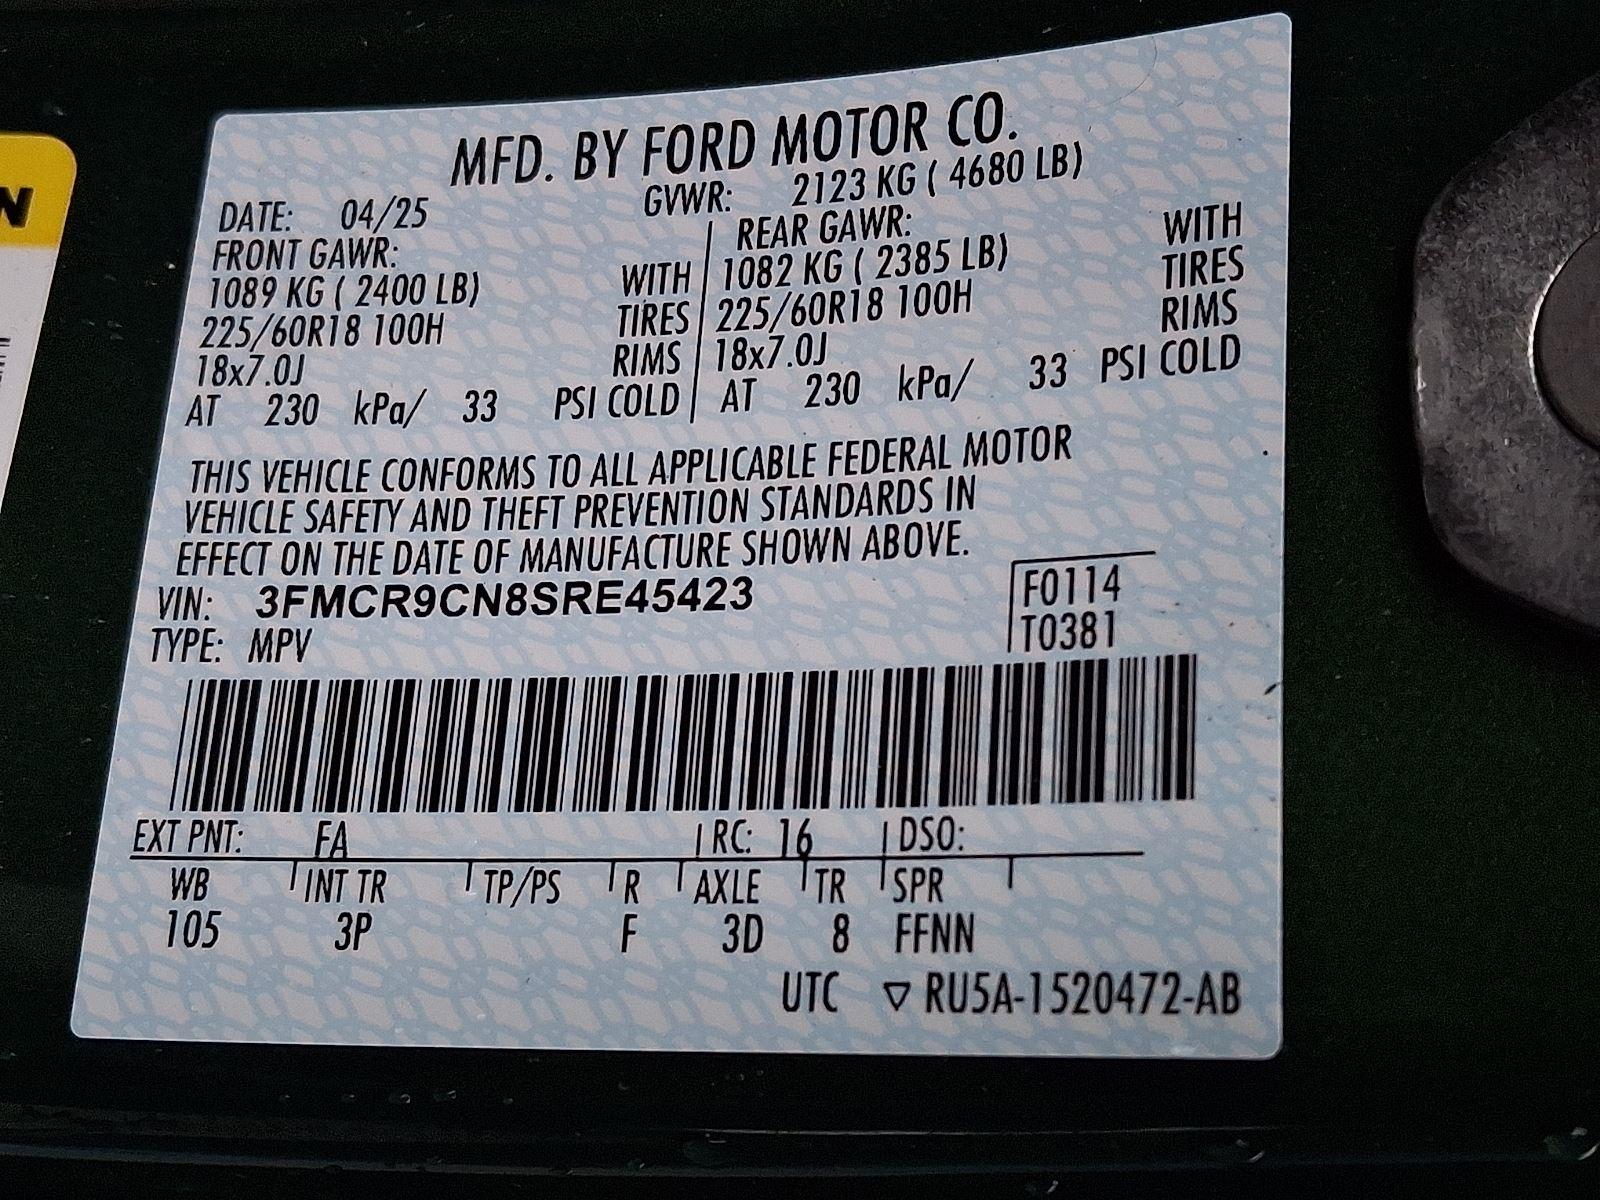 MFD. BY FORD MOTOR CO.
DATE: 04/25 GVWR: 2123 KG ( 4680 LB)
FRONT GAWR: REAR GAWR: WITH
1089 KG ( 2400 LB) WITH 1082 KG ( 2385 LB) TIRES
225/60R18 100H TIRES 225/60R18 100H RIMS
18x7.0J RIMS 18x7.0J
AT 230 kPa/ 33 PSI COLD AT 230 kPa/ 33 PSI COLD
THIS VEHICLE CONFORMS TO ALL APPLICABLE FEDERAL MOTOR
VEHICLE SAFETY AND THEFT PREVENTION STANDARDS IN
EFFECT ON THE DATE OF MANUFACTURE SHOWN ABOVE.
VIN: 3FMCR9CN8SRE45423 F0114
TYPE: MPV T0381
EXT PNT: FA RC: 16 DSO:
WB INT TR TP/PS R AXLE TR SPR
105 3P F 3D 8 FFNN
UTC ▽ RU5A-1520472-AB